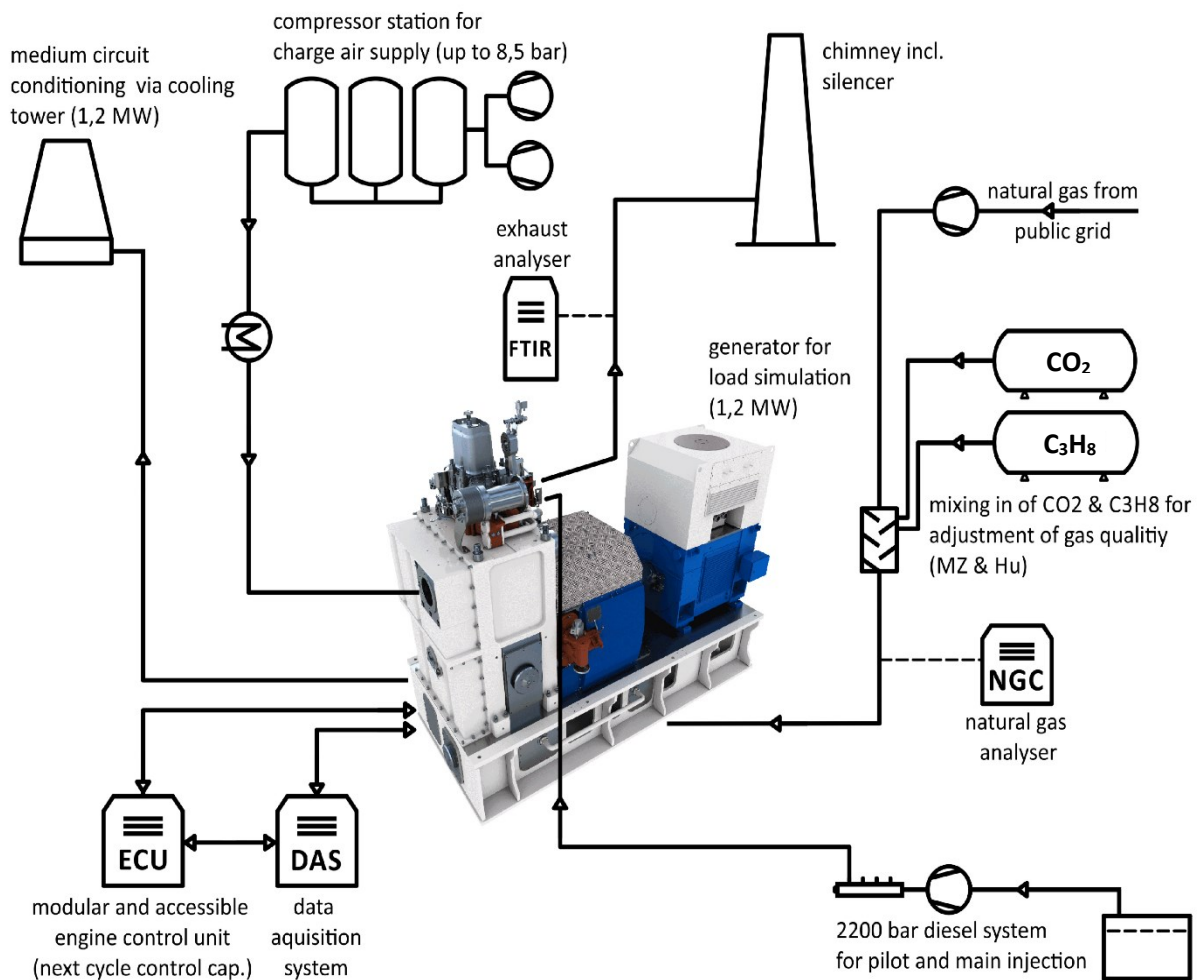 medium circuit
conditioning via cooling
tower (1,2 MW)
compressor station for
charge air supply (up to 8,5 bar)
chimney incl.
silencer
natural gas from
public grid
exhaust
analyser
FTIR
generator for
load simulation
(1,2 MW)
CO₂
C₃H₈
mixing in of CO2 & C3H8 for
adjustment of gas qualitiy
(MZ & Hu)
NGC
natural gas
analyser
ECU
DAS
modular and accessible
engine control unit
(next cycle control cap.)
data
aquisition
system
2200 bar diesel system
for pilot and main injection